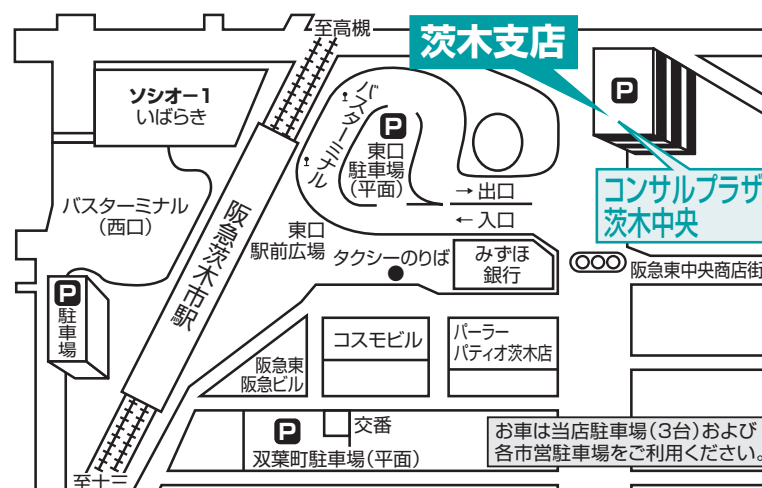 至高槻
茨木支店
P
ソシオー1
いばらき
バスターミナル
P
東口
駐車場
(平面)
→ 出口
← 入口
コンサルプラザ
茨木中央
バスターミナル
(西口)
阪急茨木市駅
東口
駅前広場
タクシーのりば
みずほ
銀行
阪急東中央商店街
P
駐車場
コスモビル
パーラー
パティオ茨木店
阪急東
阪急ビル
P
交番
双葉町駐車場(平面)
お車は当店駐車場(3台)および
各市営駐車場をご利用ください。
至十三